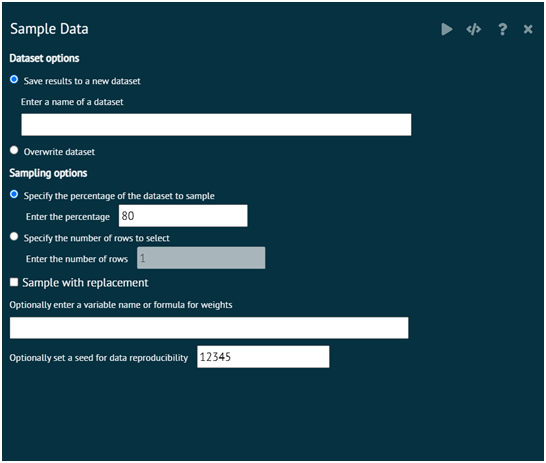 Sample Data
</> ?
Dataset options
Save results to a new dataset
Enter a name of a dataset
Overwrite dataset
Sampling options
Specify the percentage of the dataset to sample
Enter the percentage 80
Specify the number of rows to select
Enter the number of rows 1
Sample with replacement
Optionally enter a variable name or formula for weights
Optionally set a seed for data reproducibility 12345